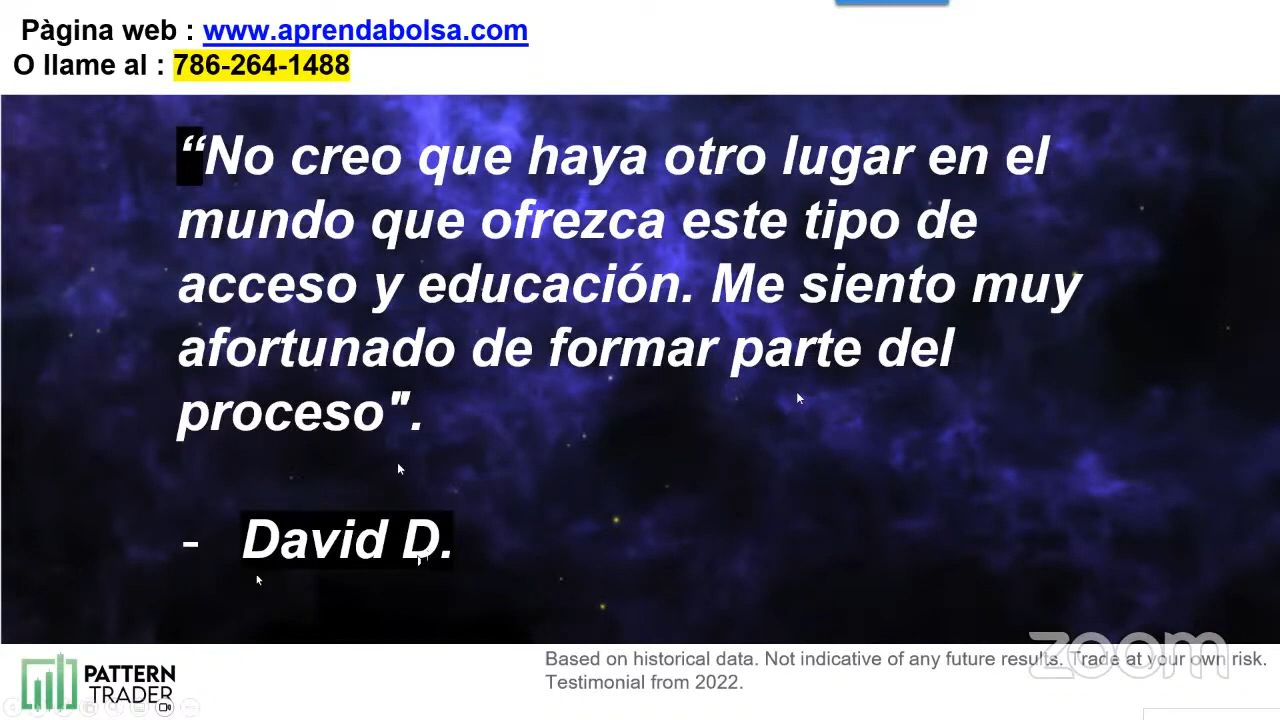 Pàgina web : www.aprendabolsa.com
O llame al : 786-264-1488
“No creo que haya otro lugar en el
mundo que ofrezca este tipo de
acceso y educación. Me siento muy
afortunado de formar parte del
proceso".
- David D.
PATTERN
TRADER
Based on historical data. Not indicative of any future results. Trade at your own risk.
Testimonial from 2022.
zoom